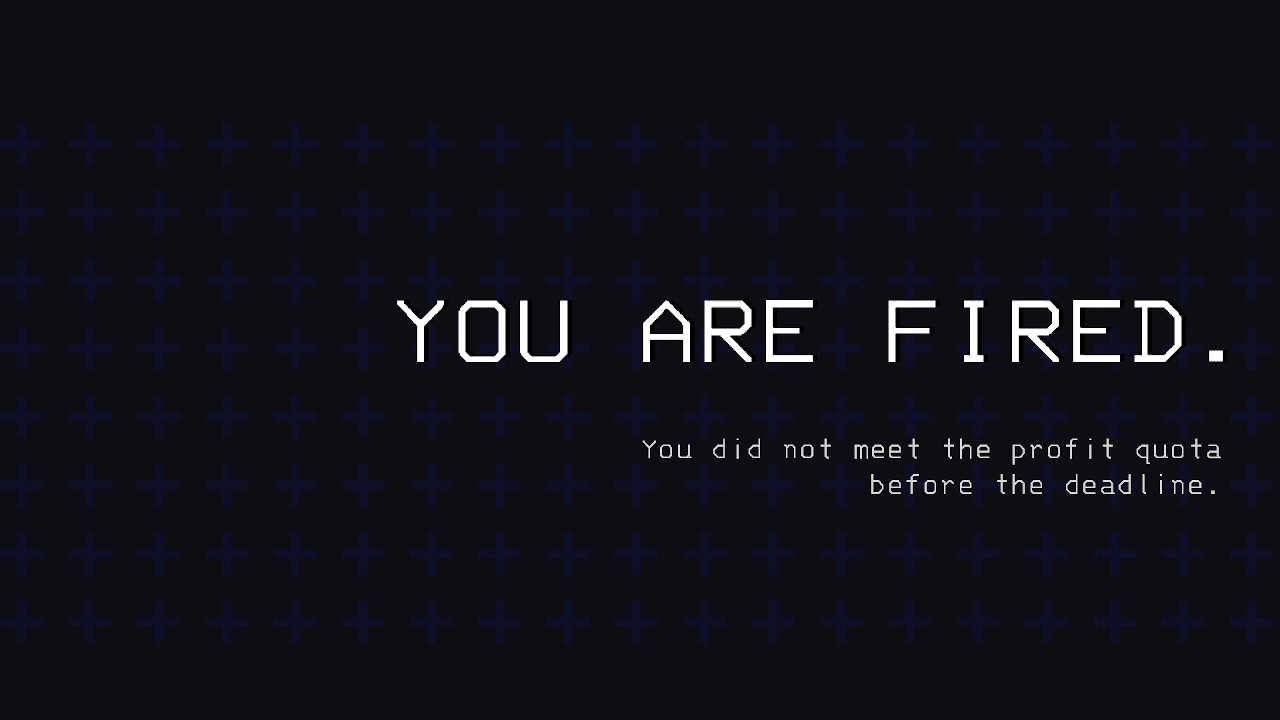 YOU ARE FIRED.
You did not meet the profit quota
before the deadline.